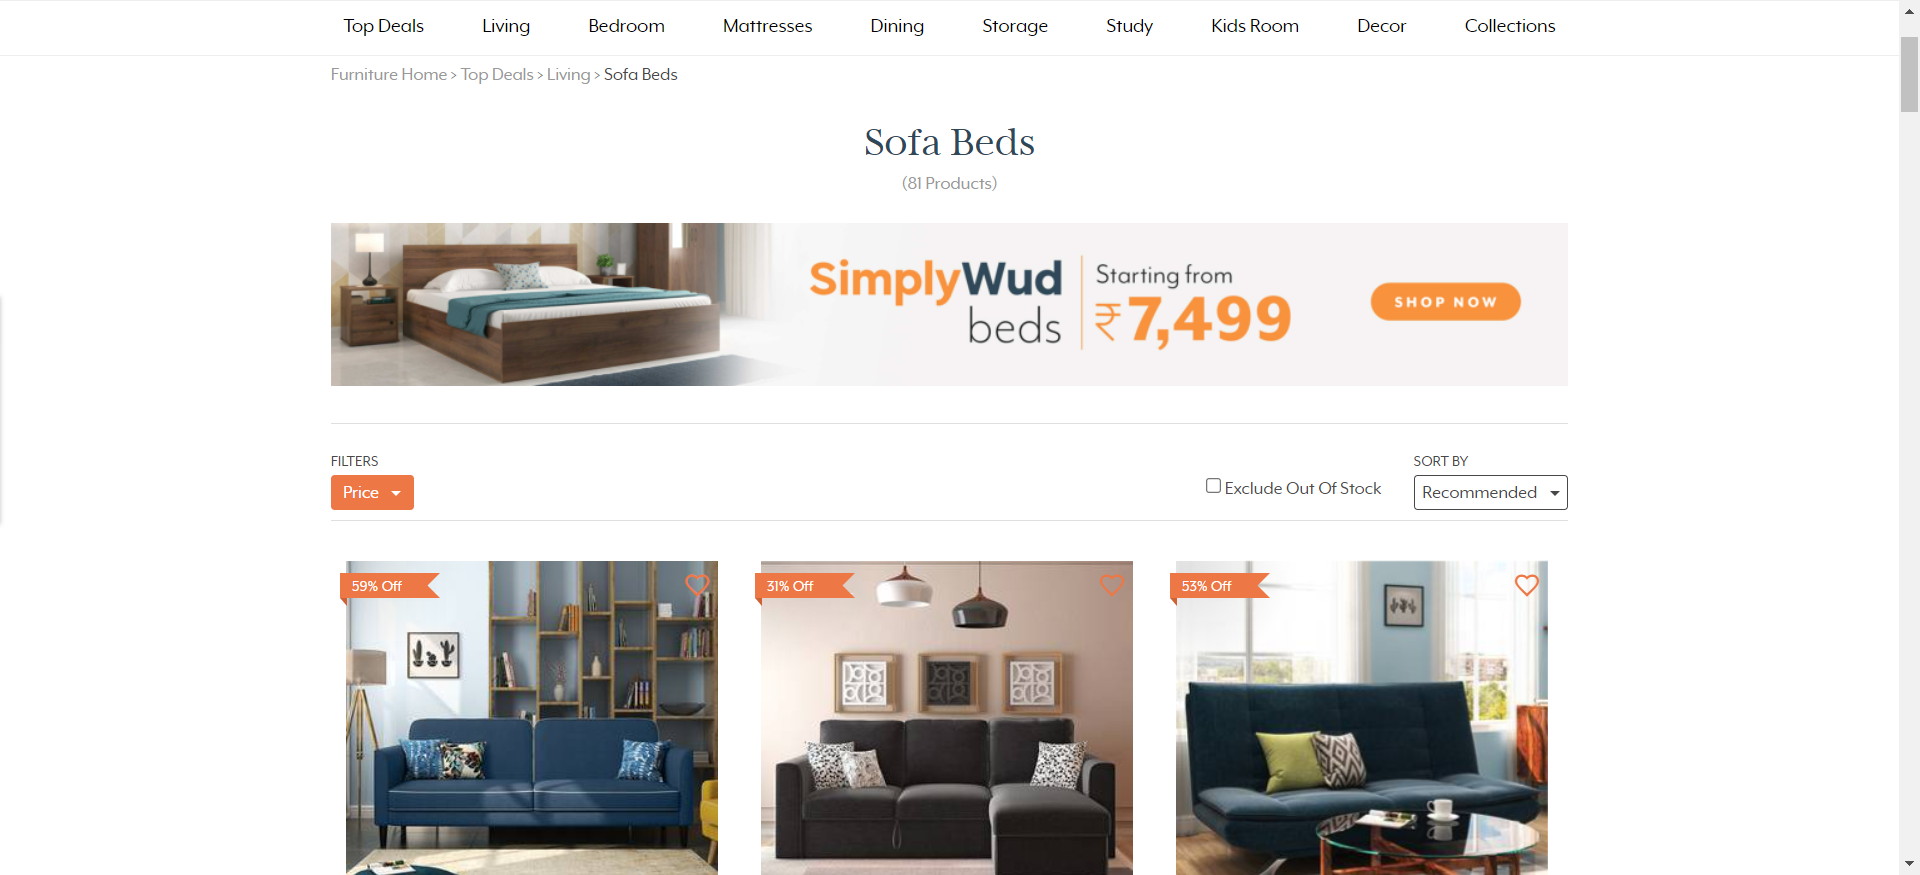 Top Deals Living Bedroom Mattresses Dining Storage Study Kids Room Decor Collections
Furniture Home > Top Deals > Living > Sofa Beds
Sofa Beds
(81 Products)
SimplyWud
beds
Starting from
₹7,499
SHOP NOW
FILTERS
Price
Exclude Out Of Stock
SORT BY
Recommended
59% Off
31% Off
53% Off